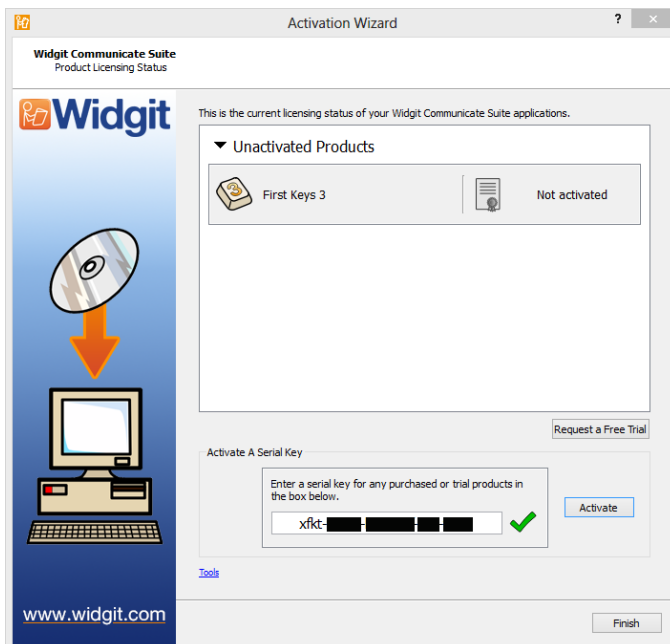 Activation Wizard
?
Widgit Communicate Suite
Product Licensing Status
Widgit
This is the current licensing status of your Widgit Communicate Suite applications.
Unactivated Products
3
First Keys 3
Not activated
Request a Free Trial
Activate A Serial Key
Enter a serial key for any purchased or trial products in
the box below.
xfkt-
Activate
Tools
www.widgit.com
Finish